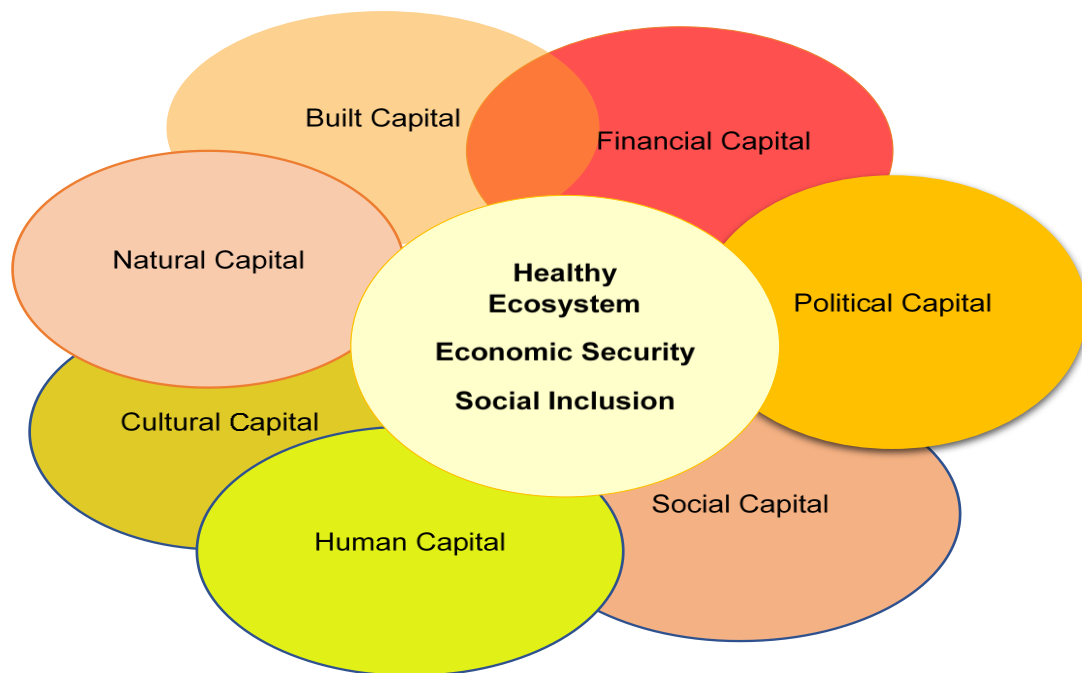 Built Capital
Financial Capital
Natural Capital
Healthy
Ecosystem
Economic Security
Social Inclusion
Political Capital
Cultural Capital
Social Capital
Human Capital